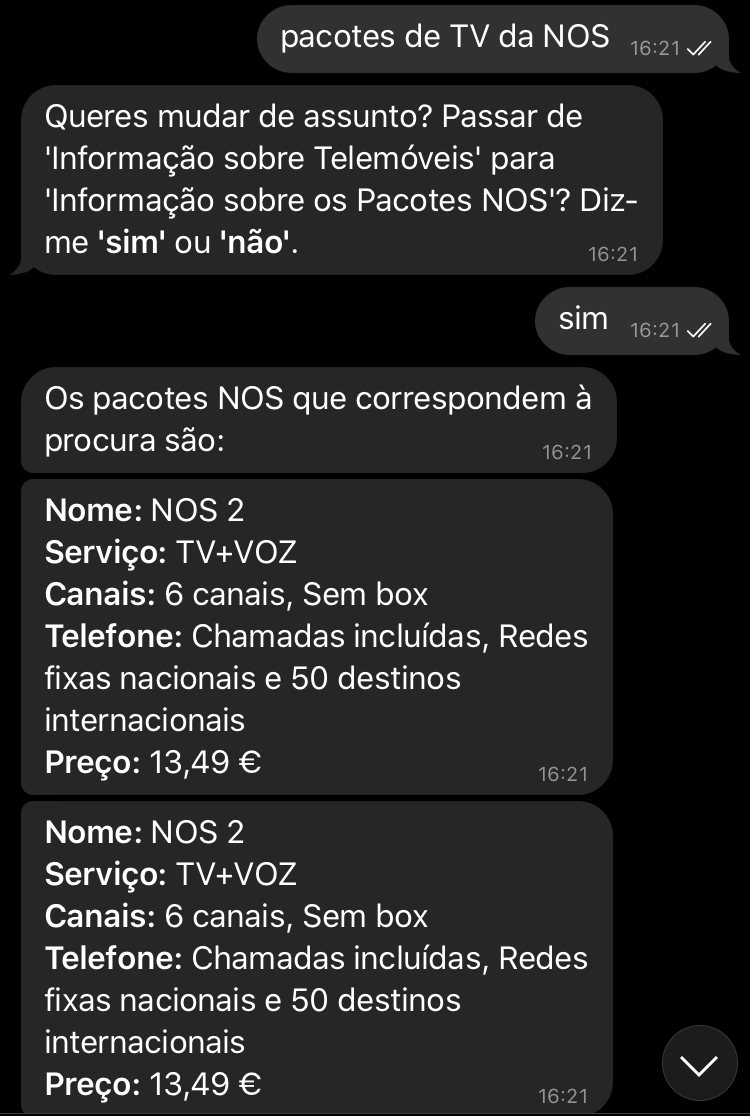 pacotes de TV da NOS 16:21
Queres mudar de assunto? Passar de
'Informação sobre Telemóveis' para
'Informação sobre os Pacotes NOS'? Diz-
me 'sim' ou 'não'. 16:21
sim 16:21
Os pacotes NOS que correspondem à
procura são: 16:21
Nome: NOS 2
Serviço: TV+VOZ
Canais: 6 canais, Sem box
Telefone: Chamadas incluídas, Redes
fixas nacionais e 50 destinos
internacionais
Preço: 13,49 € 16:21
Nome: NOS 2
Serviço: TV+VOZ
Canais: 6 canais, Sem box
Telefone: Chamadas incluídas, Redes
fixas nacionais e 50 destinos
internacionais
Preço: 13,49 € 16:21